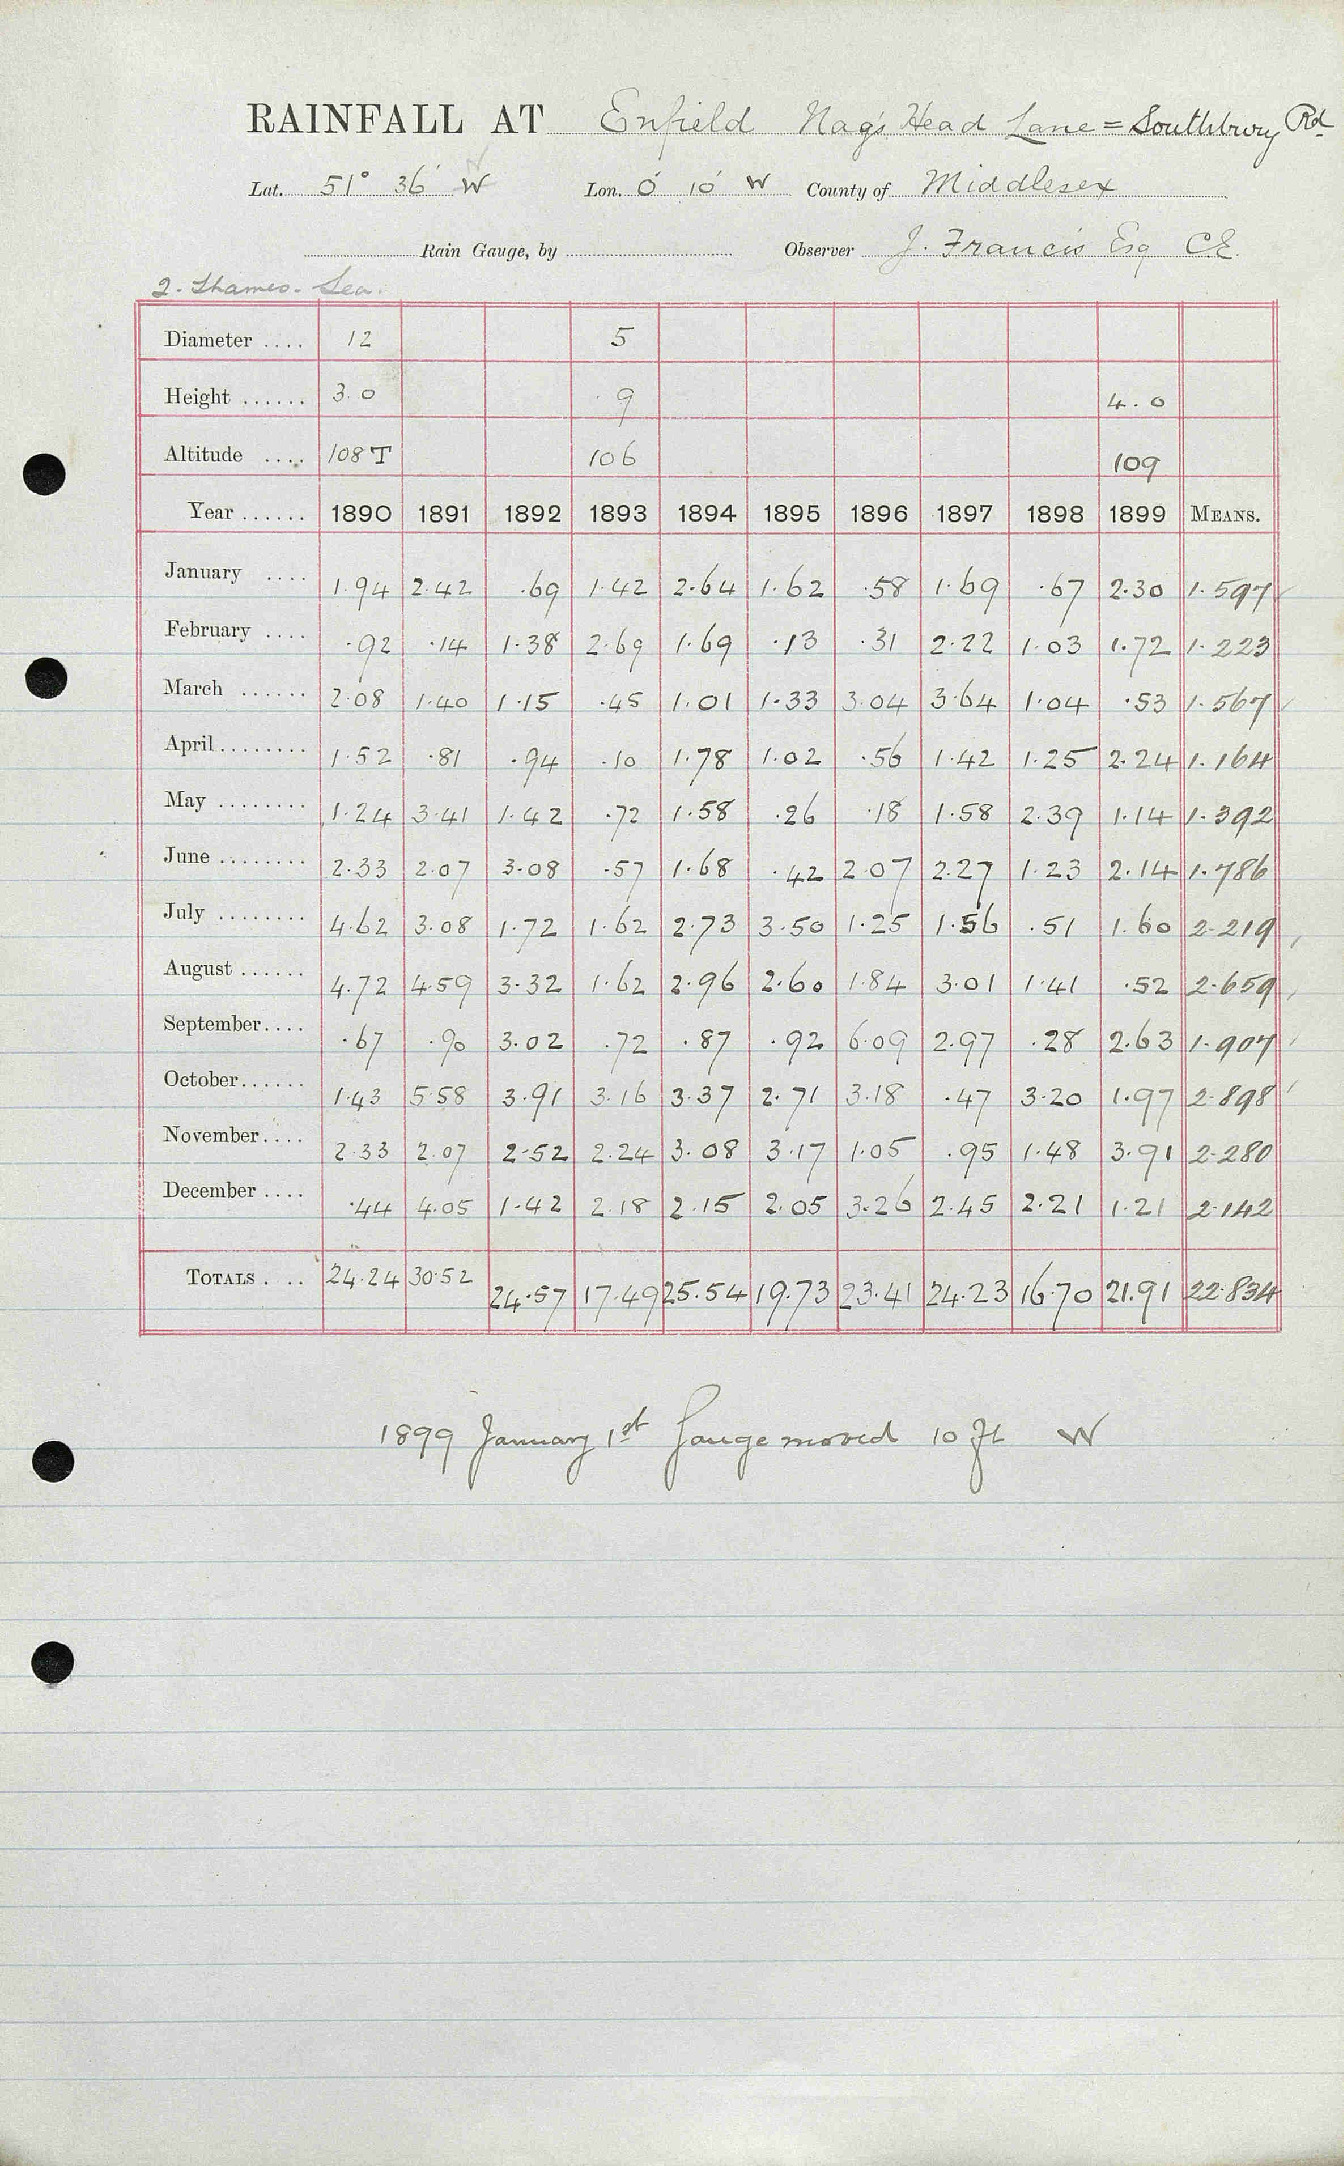 RAINFALL AT Enfield Nag's Head Lane = Southbury Rd
Lat. 51° 36' W Lon. 0° 10' W County of Middlesex
Rain Gauge, by Observer J. Francis Esq CE.
2. Thames. Lea.
Diameter .... 12 5
Height ...... 3.0 9 4.0
Altitude .... 108 T 106 109
Year ...... 1890 1891 1892 1893 1894 1895 1896 1897 1898 1899 MEANS.
January .... 1.94 2.42 .69 1.42 2.64 1.62 .58 1.69 .67 2.30 1.597
February .... .92 .14 1.38 2.69 1.69 .13 .31 2.22 1.03 1.72 1.223
March ...... 2.08 1.40 1.15 .45 1.01 1.33 3.04 3.64 1.04 .53 1.567
April ........ 1.52 .81 .94 .10 1.78 1.02 .56 1.42 1.25 2.24 1.164
May ........ 1.24 3.41 1.42 .72 1.58 .26 .18 1.58 2.39 1.14 1.392
June ........ 2.33 2.07 3.08 .57 1.68 .42 2.07 2.27 1.23 2.14 1.786
July ........ 4.62 3.08 1.72 1.62 2.73 3.50 1.25 1.56 .51 1.60 2.219
August ...... 4.72 4.59 3.32 1.62 2.96 2.60 1.84 3.01 1.41 .52 2.659
September.... .67 .90 3.02 .72 .87 .92 6.09 2.97 .28 2.63 1.907
October...... 1.43 5.58 3.91 3.16 3.37 2.71 3.18 .47 3.20 1.97 2.898
November.... 2.33 2.07 2.52 2.24 3.08 3.17 1.05 .95 1.48 3.91 2.280
December .... .44 4.05 1.42 2.18 2.15 2.05 3.26 2.45 2.21 1.21 2.142
TOTALS .... 24.24 30.52 24.57 17.49 25.54 19.73 23.41 24.23 16.70 21.91 22.834
1899 January 1st Gauge moved 10 ft W